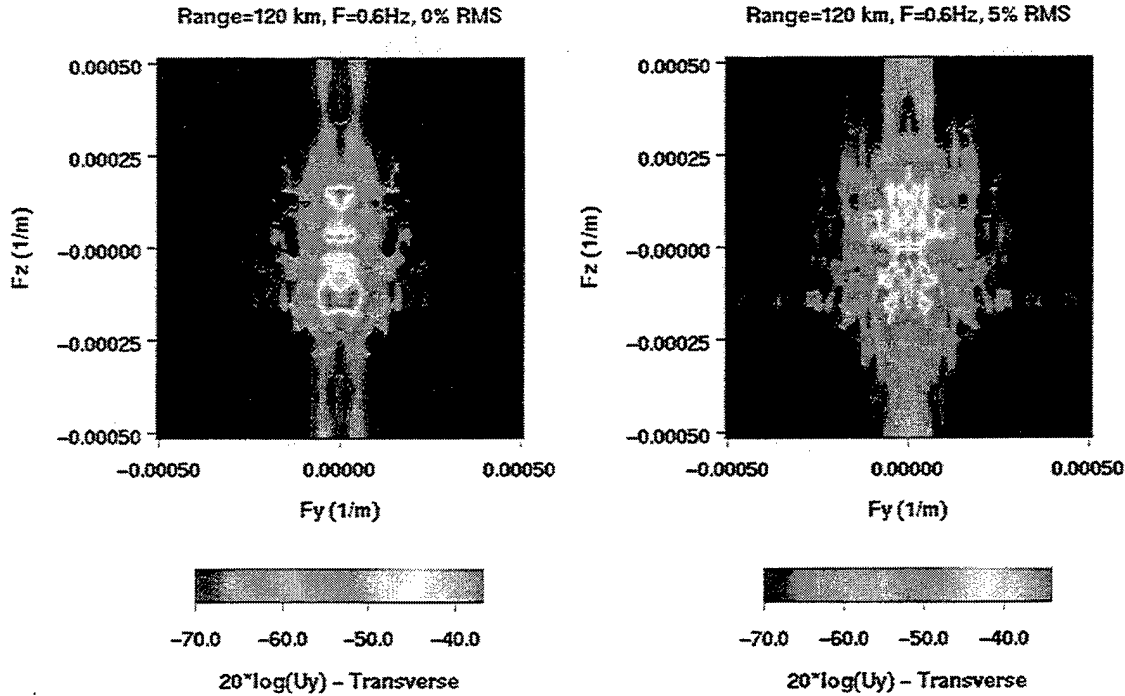 Range=120 km, F=0.6Hz, 0% RMS
0.00050
0.00025
-0.00000
-0.00025
-0.00050
Fz (1/m)
-0.00050 0.00000 0.00050
Fy (1/m)
-70.0 -60.0 -50.0 -40.0
20*log(Uy) - Transverse
Range=120 km, F=0.6Hz, 5% RMS
0.00050
0.00025
-0.00000
-0.00025
-0.00050
Fz (1/m)
-0.00050 0.00000 0.00050
Fy (1/m)
-70.0 -60.0 -50.0 -40.0
20*log(Uy) - Transverse